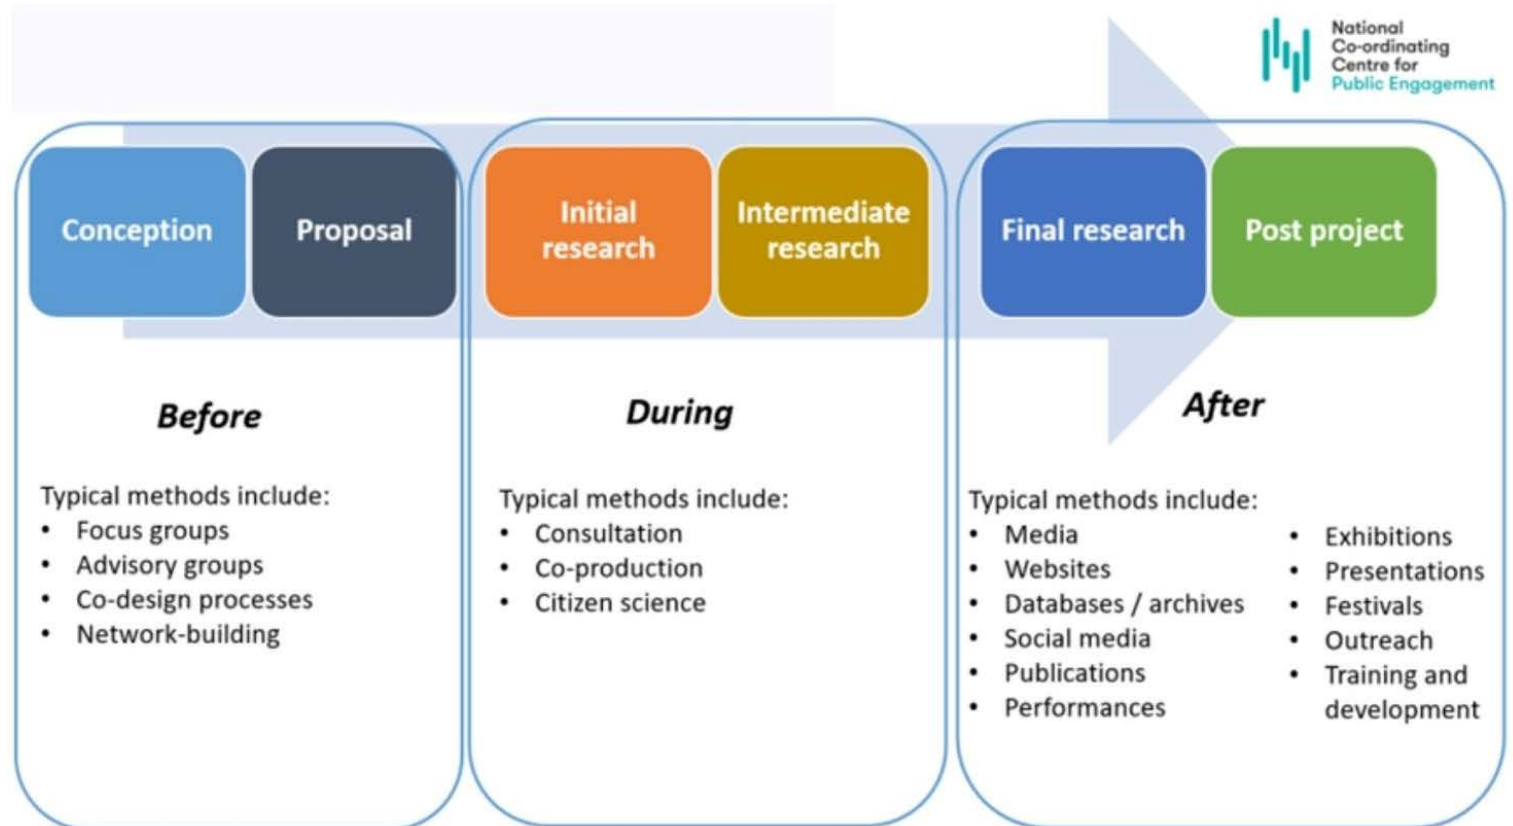 National
Co-ordinating
Centre for
Public Engagement
Conception
Proposal
Initial
research
Intermediate
research
Final research
Post project
Before
Typical methods include:
• Focus groups
• Advisory groups
• Co-design processes
• Network-building
During
Typical methods include:
• Consultation
• Co-production
• Citizen science
After
Typical methods include:
• Media
• Websites
• Databases / archives
• Social media
• Publications
• Performances
• Exhibitions
• Presentations
• Festivals
• Outreach
• Training and
development